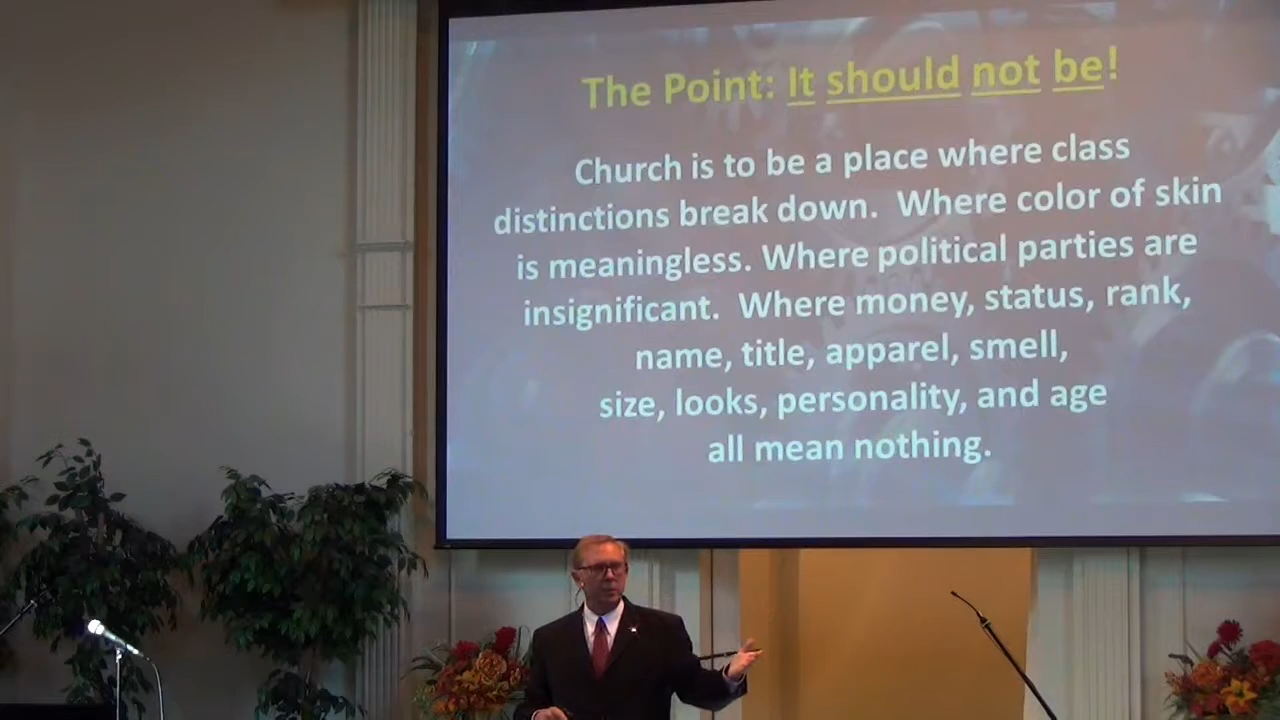 The Point: It should not be!
Church is to be a place where class
distinctions break down.  Where color of skin
is meaningless. Where political parties are
insignificant.  Where money, status, rank,
name, title, apparel, smell,
size, looks, personality, and age
all mean nothing.